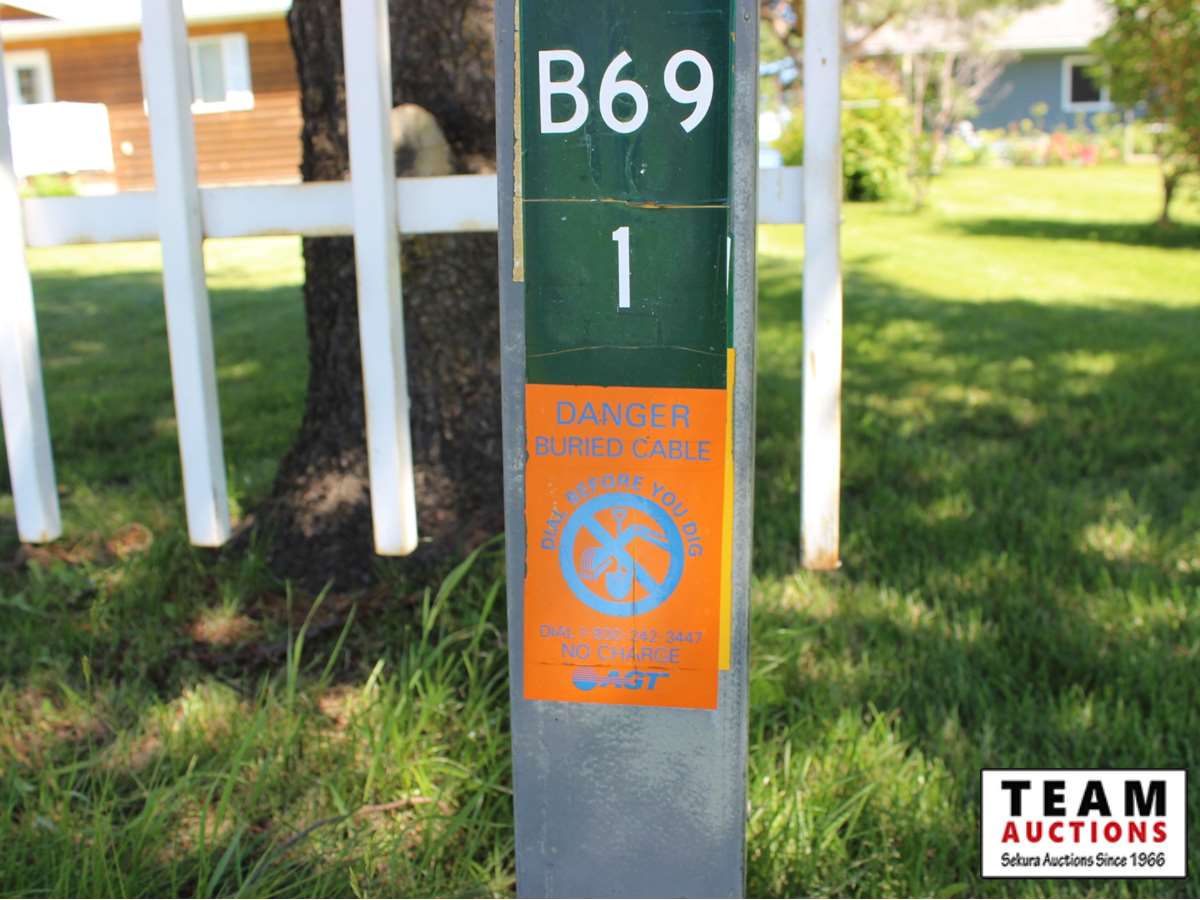 B69
1
DANGER
BURIED CABLE
DIAL BEFORE YOU DIG
DIAL 1-800-242-3447
NO CHARGE
AGT
TEAM
AUCTIONS
Sekura Auctions Since 1966